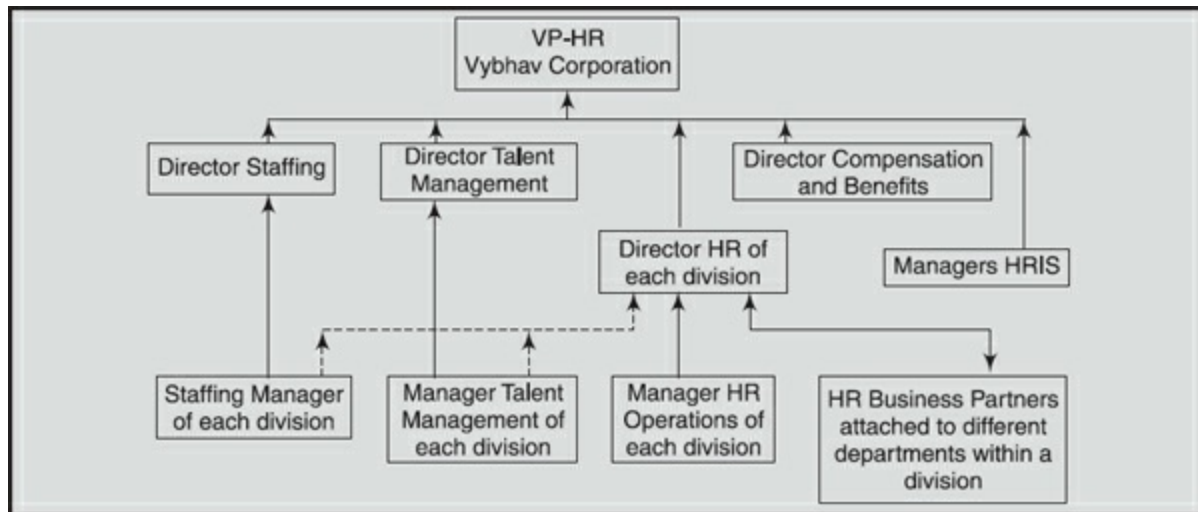 VP-HR
Vybhav Corporation
Director Staffing
Director Talent
Management
Director Compensation
and Benefits
Director HR of
each division
Managers HRIS
Staffing Manager
of each division
Manager Talent
Management of
each division
Manager HR
Operations of
each division
HR Business Partners
attached to different
departments within a
division